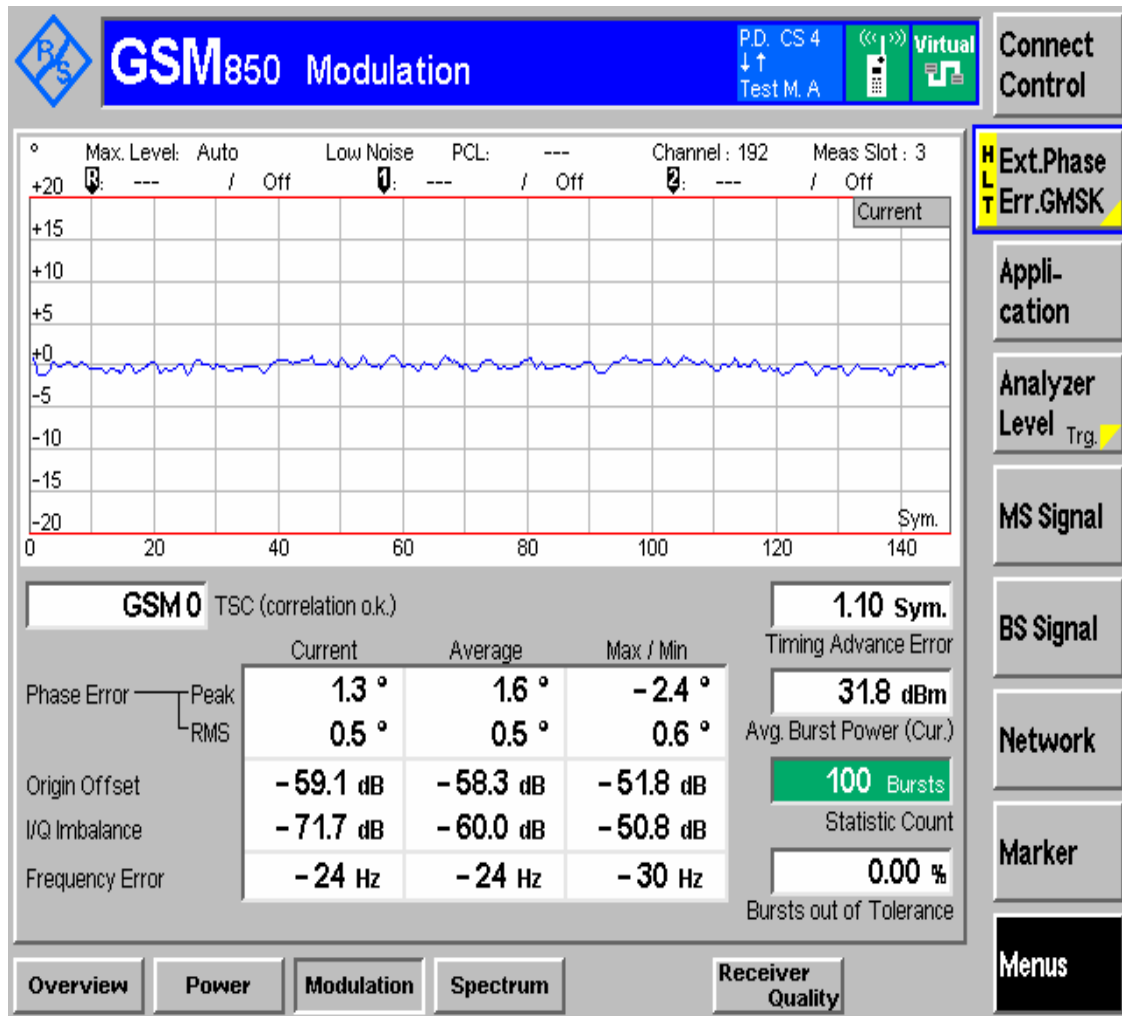 R/S
GSM850 Modulation
P.D. CS 4
↓↑
Test M. A
Virtual
Connect Control
° Max. Level: Auto Low Noise PCL: --- Channel : 192 Meas Slot : 3
R: --- / Off 1: --- / Off 2: --- / Off
Current
+20
+15
+10
+5
+0
-5
-10
-15
-20
Sym.
0 20 40 60 80 100 120 140
GSM 0 TSC (correlation o.k.)
Current Average Max / Min
Phase Error Peak 1.3 ° 1.6 ° -2.4 °
RMS 0.5 ° 0.5 ° 0.6 °
Origin Offset -59.1 dB -58.3 dB -51.8 dB
I/Q Imbalance -71.7 dB -60.0 dB -50.8 dB
Frequency Error -24 Hz -24 Hz -30 Hz
1.10 Sym.
Timing Advance Error
31.8 dBm
Avg. Burst Power (Cur.)
100 Bursts
Statistic Count
0.00 %
Bursts out of Tolerance
HLT
Ext.Phase
Err.GMSK
Appli-
cation
Analyzer
Level Trg.
MS Signal
BS Signal
Network
Marker
Menus
Overview Power Modulation Spectrum Receiver Quality